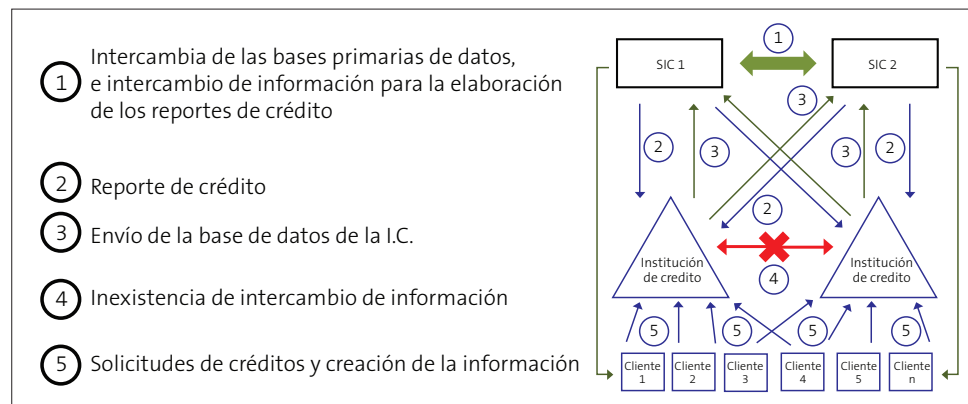 1
Intercambia de las bases primarias de datos,
e intercambio de información para la elaboración
de los reportes de crédito
2
Reporte de crédito
3
Envío de la base de datos de la I.C.
4
Inexistencia de intercambio de información
5
Solicitudes de créditos y creación de la información
1
SIC 1
SIC 2
3
2
3
3
2
2
Institución
de credito
Institución
de credito
4
5
5
5
5
Cliente
1
Cliente
2
Cliente
3
Cliente
4
Cliente
5
Cliente
n